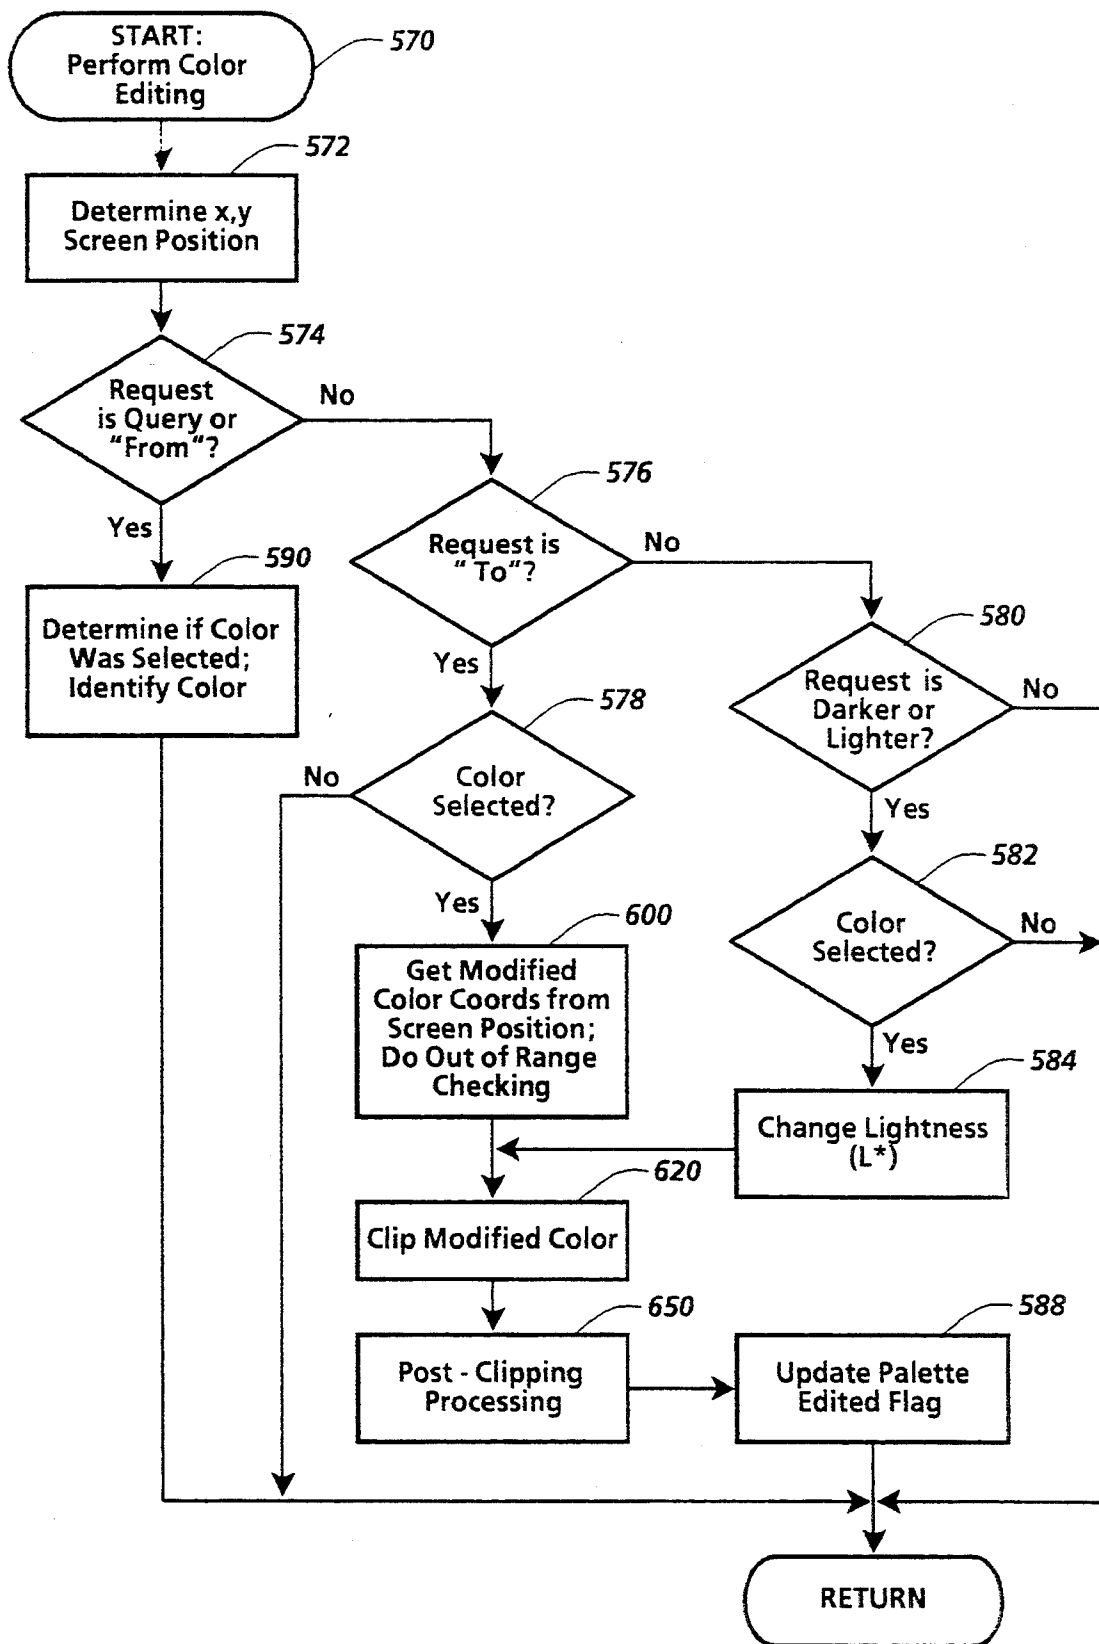 START:
Perform Color
Editing
570
572
Determine x,y
Screen Position
574
Request
is Query or
"From"?
No
Yes
576
Request is
" To"?
No
Yes
590
Determine if Color
Was Selected;
Identify Color
580
Request is
Darker or
Lighter?
No
Yes
578
Color
Selected?
No
Yes
582
Color
Selected?
No
Yes
600
Get Modified
Color Coords from
Screen Position;
Do Out of Range
Checking
584
Change Lightness
(L*)
620
Clip Modified Color
650
Post - Clipping
Processing
588
Update Palette
Edited Flag
RETURN